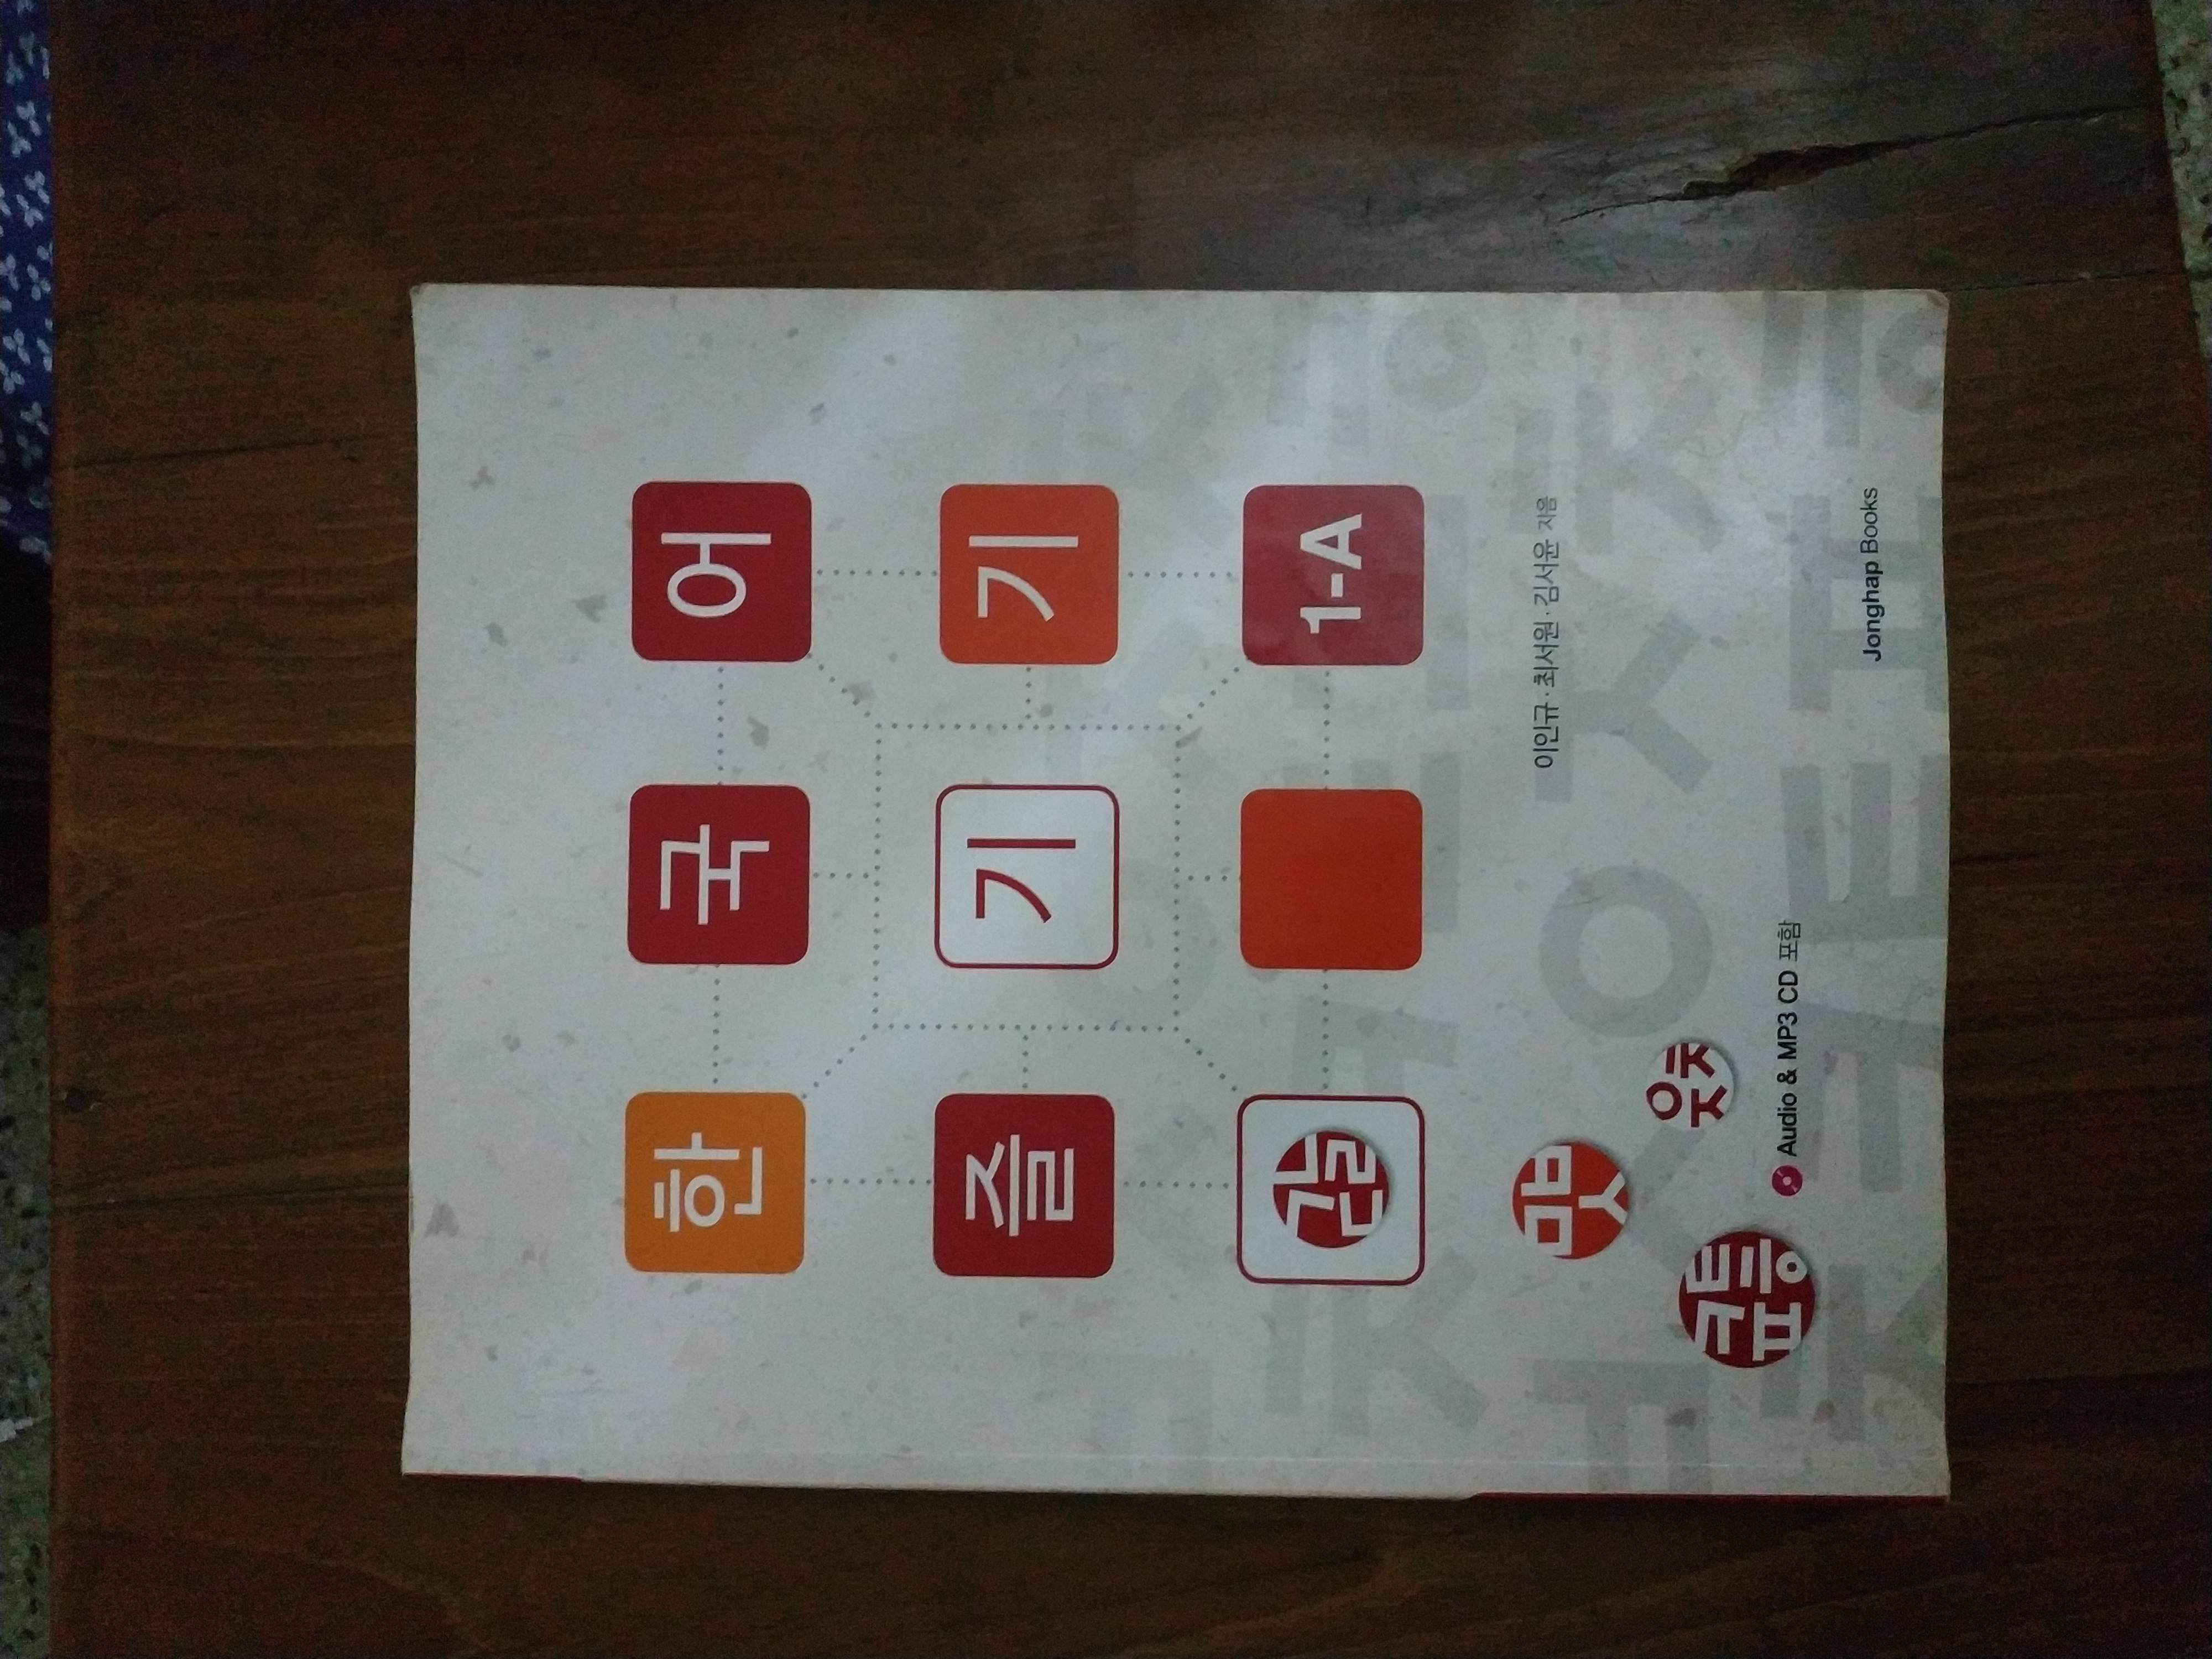 한 국 어
즐 기 기
1-A
이인규·최서원·김서윤 지음
Audio & MP3 CD 포함
Jonghap Books